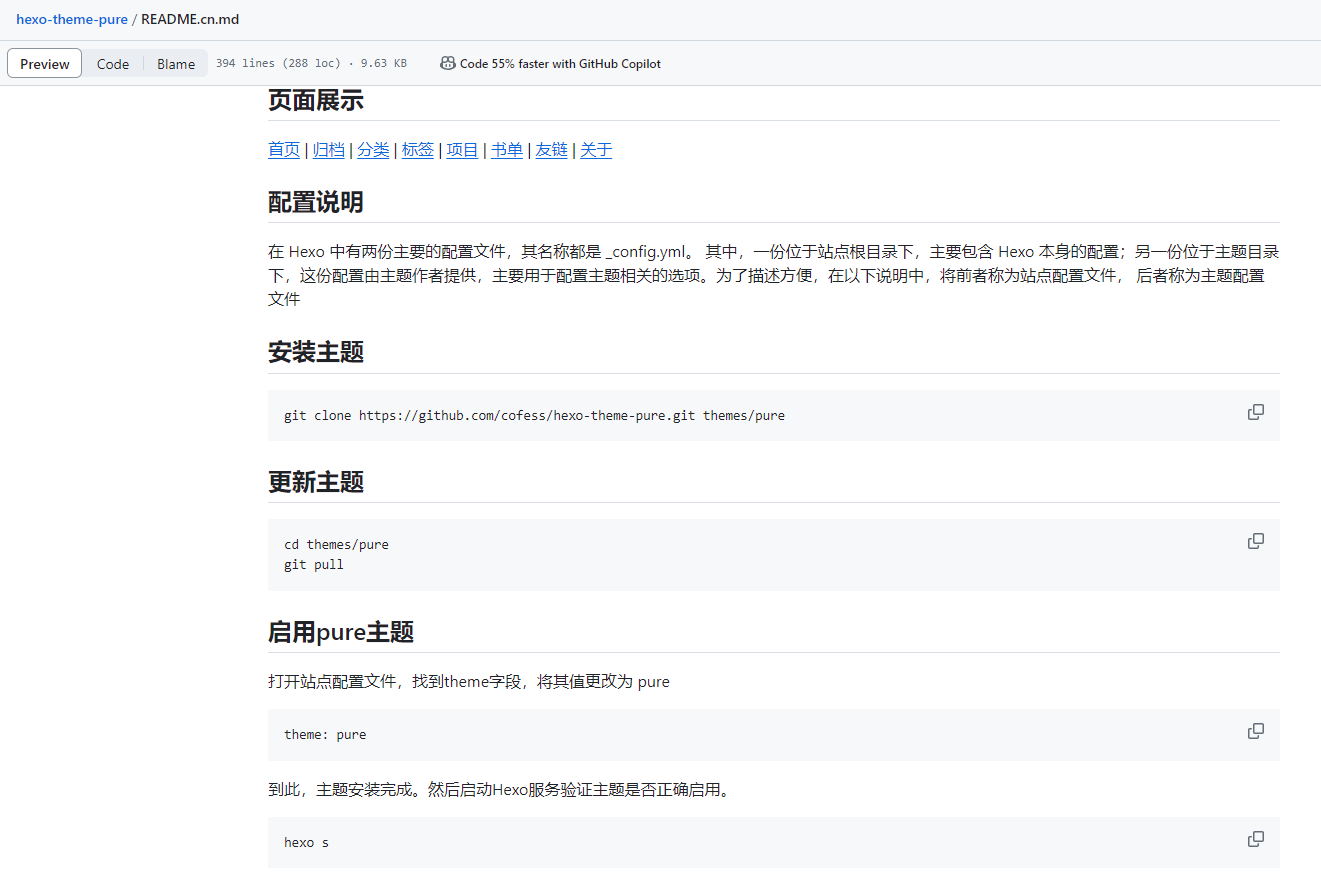 hexo-theme-pure / README.cn.md
Preview Code Blame 394 lines (288 loc) · 9.63 KB Code 55% faster with GitHub Copilot
页面展示
首页 | 归档 | 分类 | 标签 | 项目 | 书单 | 友链 | 关于
配置说明
在 Hexo 中有两份主要的配置文件，其名称都是 _config.yml。 其中，一份位于站点根目录下，主要包含 Hexo 本身的配置；另一份位于主题目录
下，这份配置由主题作者提供，主要用于配置主题相关的选项。为了描述方便，在以下说明中，将前者称为站点配置文件， 后者称为主题配置
文件
安装主题
git clone https://github.com/cofess/hexo-theme-pure.git themes/pure
更新主题
cd themes/pure
git pull
启用pure主题
打开站点配置文件，找到theme字段，将其值更改为 pure
theme: pure
到此，主题安装完成。然后启动Hexo服务验证主题是否正确启用。
hexo s